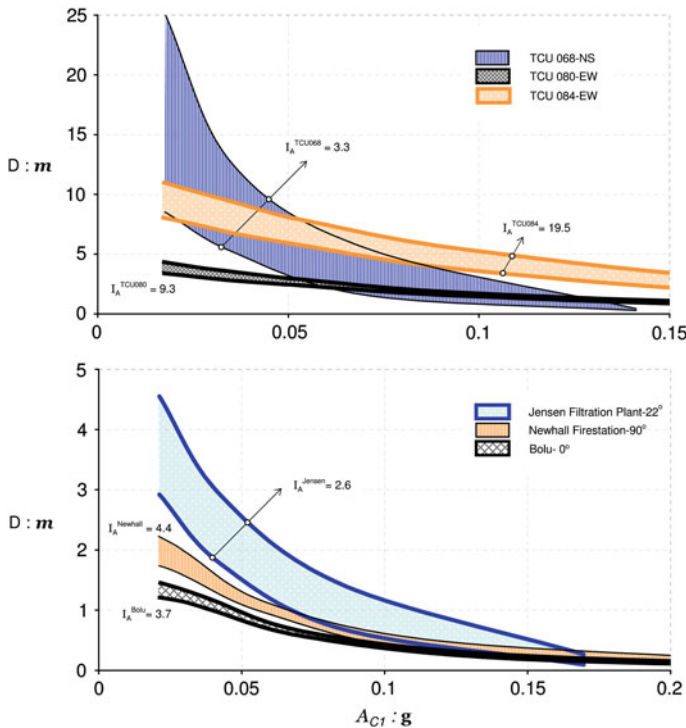 25
20
15
10
5
0
D : m
TCU 068-NS
TCU 080-EW
TCU 084-EW
I_A^TCU068 = 3.3
I_A^TCU084 = 19.5
I_A^TCU080 = 9.3
0 0.05 0.1 0.15
5
4
3
2
1
0
D : m
Jensen Filtration Plant-22°
Newhall Firestation-90°
Bolu- 0°
I_A^Jensen = 2.6
I_A^Newhall = 4.4
I_A^Bolu = 3.7
0 0.05 0.1 0.15 0.2
A_C1 : g